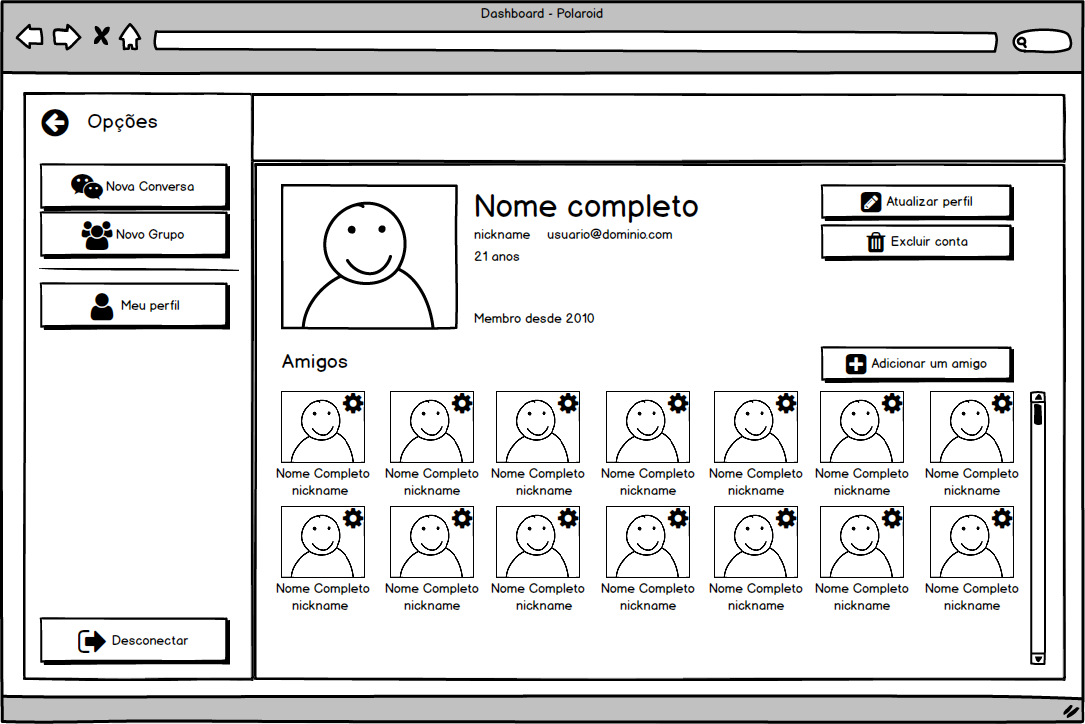 Dashboard - Polaroid
Opções
Nova Conversa
Novo Grupo
Meu perfil
Desconectar
Nome completo
nickname usuario@dominio.com
21 anos
Membro desde 2010
Atualizar perfil
Excluir conta
Amigos
Adicionar um amigo
Nome Completo Nome Completo Nome Completo Nome Completo Nome Completo Nome Completo Nome Completo
nickname nickname nickname nickname nickname nickname nickname
Nome Completo Nome Completo Nome Completo Nome Completo Nome Completo Nome Completo Nome Completo
nickname nickname nickname nickname nickname nickname nickname